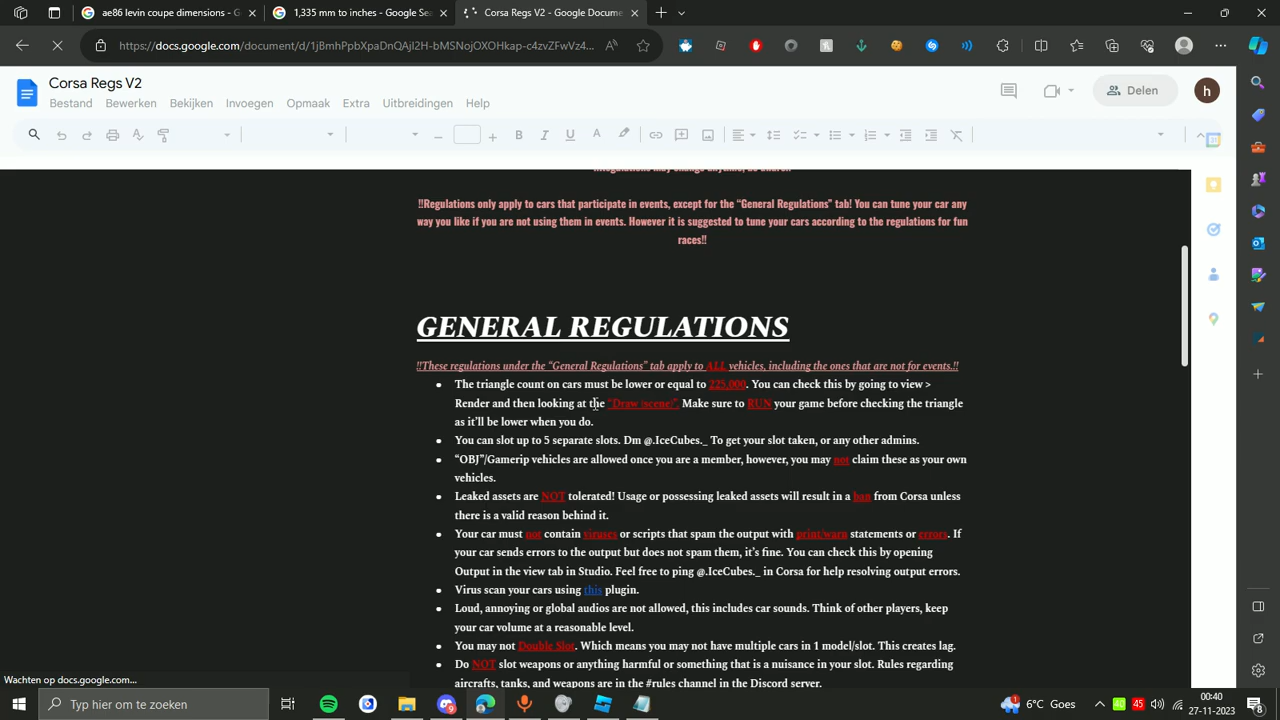 ae86 levin coupe dimensions - G
1,335 mm to inches - Google Sea
Corsa Regs V2 - Google Docume
https://docs.google.com/document/d/1jBmhPpbXpaDnQAjI2H-bMSNojOXOHkap-c4zvZFwVz4...
Corsa Regs V2
Bestand Bewerken Bekijken Invoegen Opmaak Extra Uitbreidingen Help
Delen
h
!!Regulations only apply to cars that participate in events, except for the “General Regulations” tab! You can tune your car any
way you like if you are not using them in events. However it is suggested to tune your cars according to the regulations for fun
races!!
GENERAL REGULATIONS
!!These regulations under the “General Regulations” tab apply to ALL vehicles, including the ones that are not for events.!!
The triangle count on cars must be lower or equal to 225,000. You can check this by going to view >
Render and then looking at the “Draw (scene)”. Make sure to RUN your game before checking the triangle
as it’ll be lower when you do.
You can slot up to 5 separate slots. Dm @.IceCubes._ To get your slot taken, or any other admins.
“OBJ”/Gamerip vehicles are allowed once you are a member, however, you may not claim these as your own
vehicles.
Leaked assets are NOT tolerated! Usage or possessing leaked assets will result in a ban from Corsa unless
there is a valid reason behind it.
Your car must not contain viruses or scripts that spam the output with print/warn statements or errors. If
your car sends errors to the output but does not spam them, it’s fine. You can check this by opening
Output in the view tab in Studio. Feel free to ping @.IceCubes._ in Corsa for help resolving output errors.
Virus scan your cars using this plugin.
Loud, annoying or global audios are not allowed, this includes car sounds. Think of other players, keep
your car volume at a reasonable level.
You may not Double Slot. Which means you may not have multiple cars in 1 model/slot. This creates lag.
Do NOT slot weapons or anything harmful or something that is a nuisance in your slot. Rules regarding
aircrafts, tanks, and weapons are in the #rules channel in the Discord server.
Wachten op docs.google.com...
Typ hier om te zoeken
1
40
45
6°C Goes
00:40
27-11-2023
8